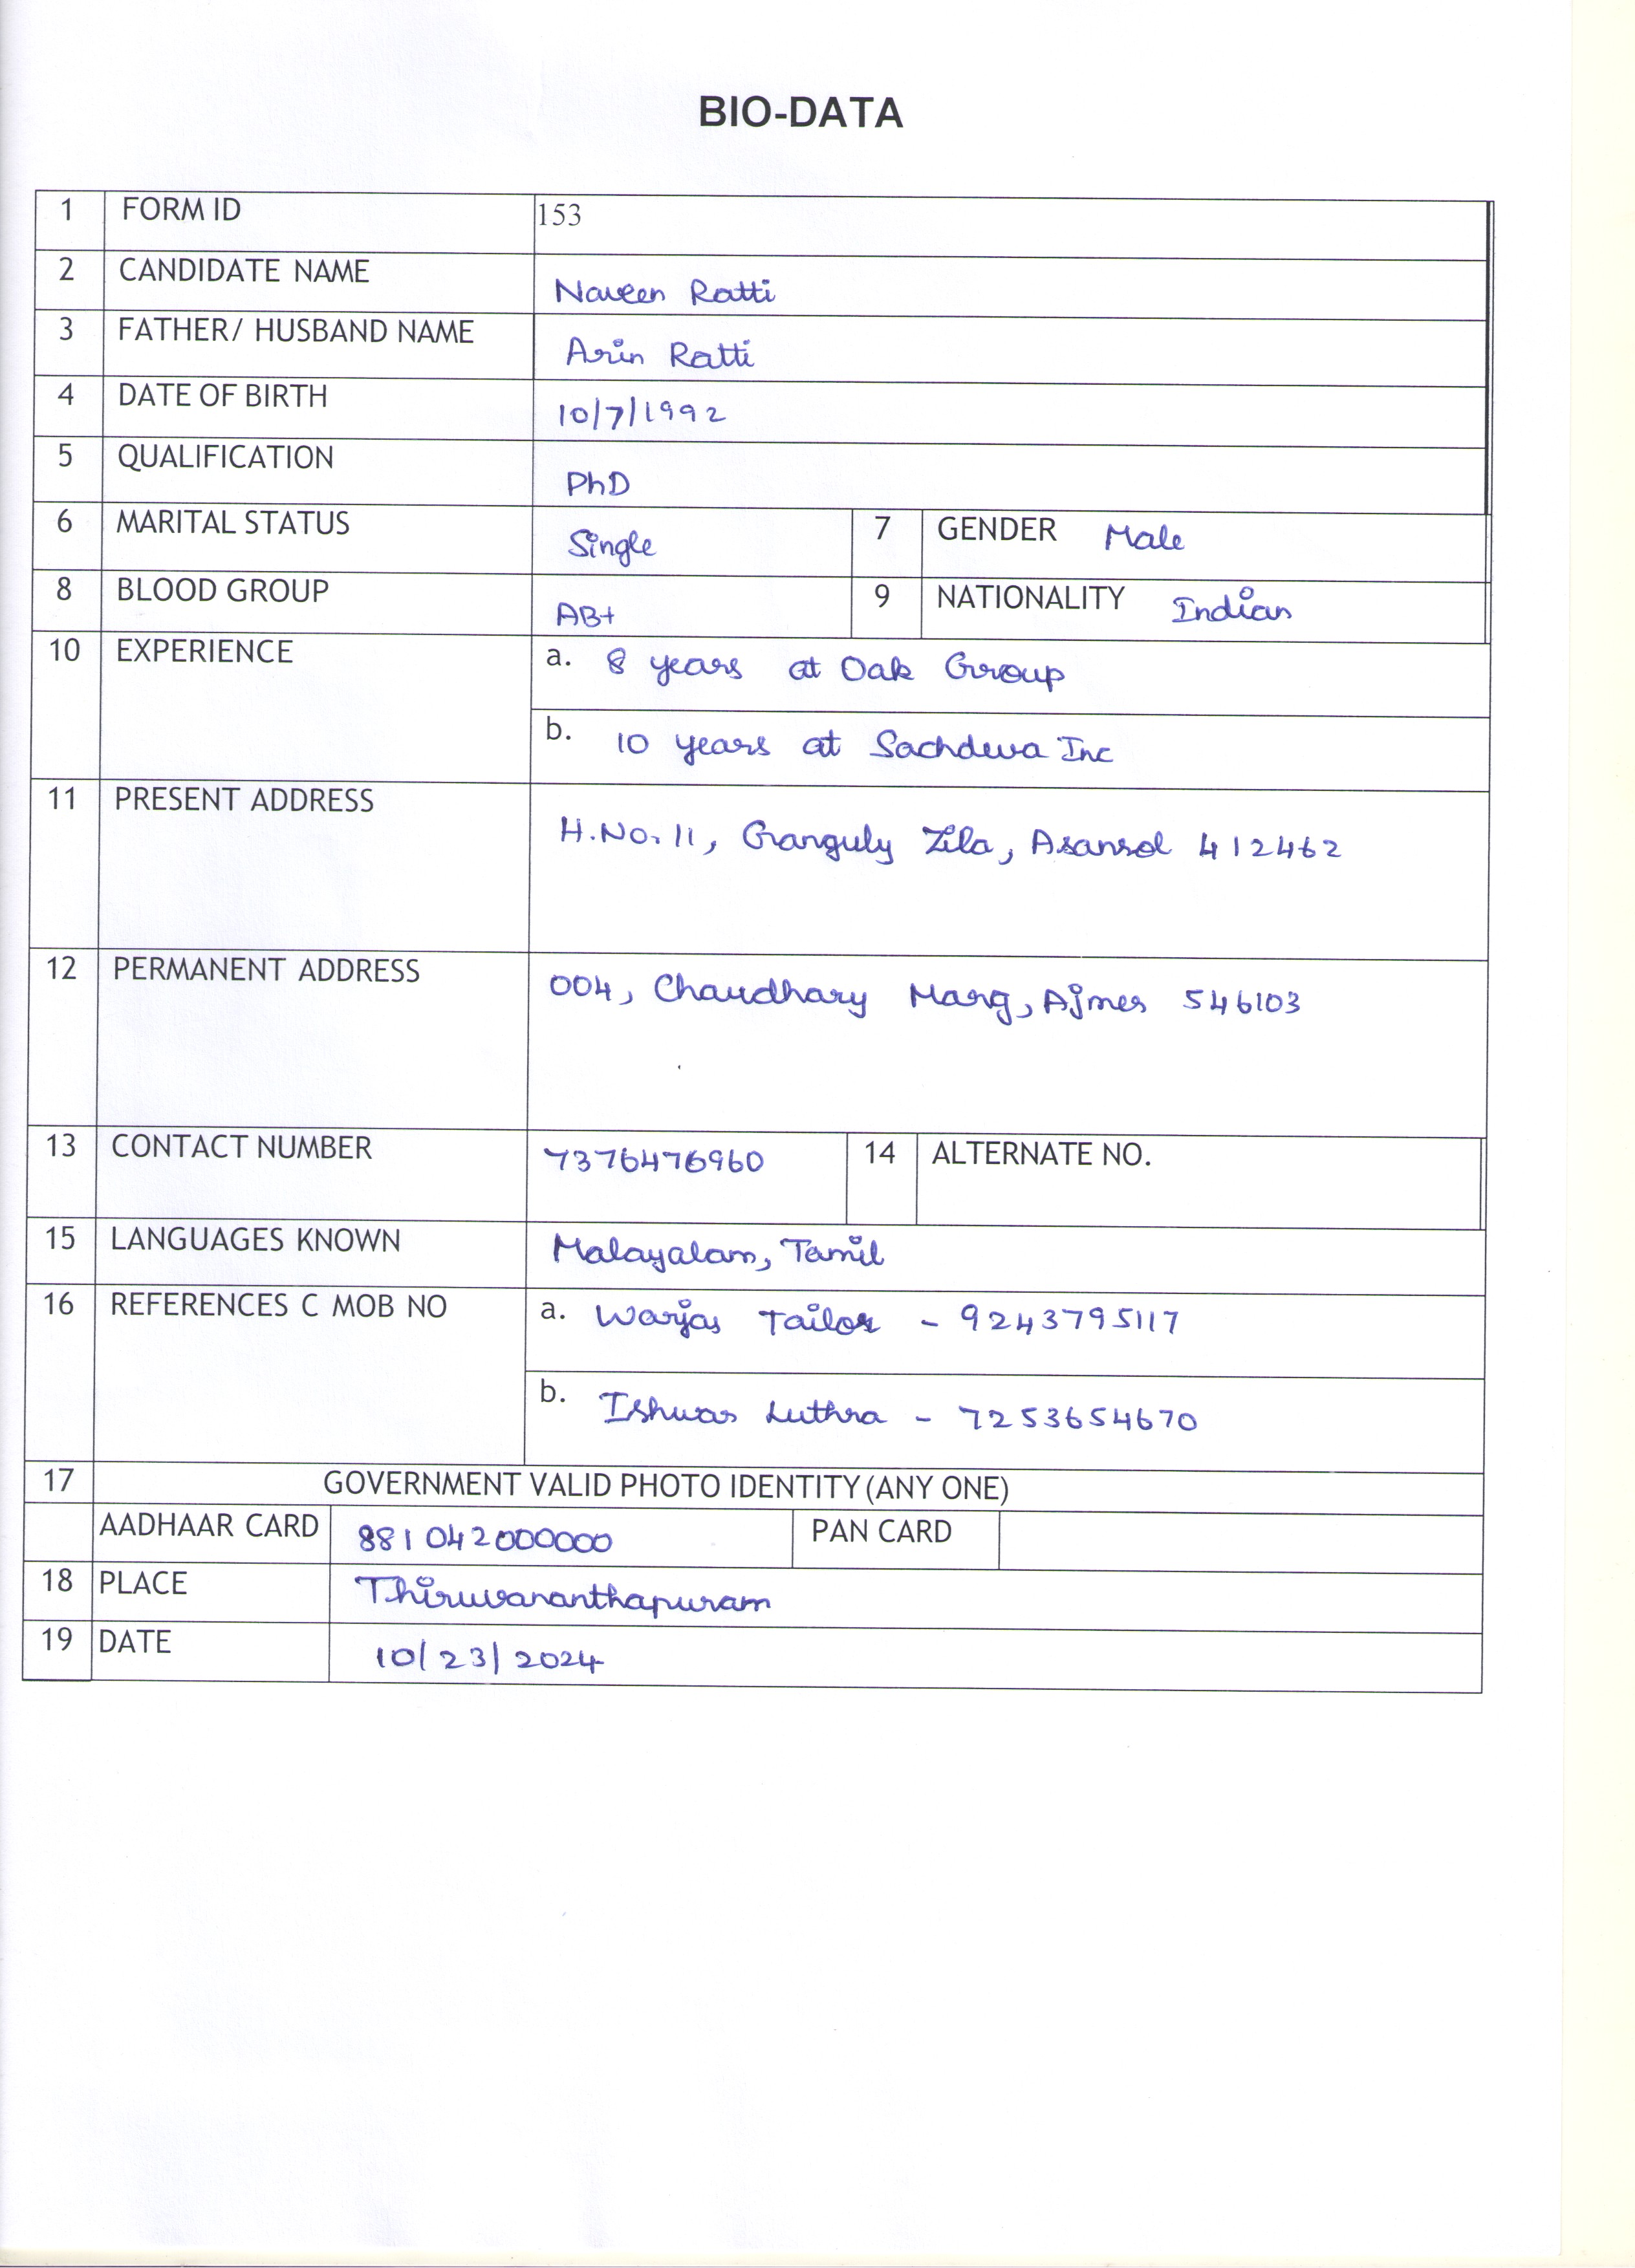 BIO-DATA
1 FORM ID 153
2 CANDIDATE NAME Naveen Ratti
3 FATHER/ HUSBAND NAME Arin Ratti
4 DATE OF BIRTH 10/7/1992
5 QUALIFICATION PhD
6 MARITAL STATUS Single 7 GENDER Male
8 BLOOD GROUP AB+ 9 NATIONALITY Indian
10 EXPERIENCE a. 8 years at Oak Group
b. 10 years at Sachdeva Inc
11 PRESENT ADDRESS H.No. 11, Ganguly Zila, Asansol 412462
12 PERMANENT ADDRESS 004, Chaudhary Marg, Ajmer 546103
13 CONTACT NUMBER 7376476960 14 ALTERNATE NO.
15 LANGUAGES KNOWN Malayalam, Tamil
16 REFERENCES C MOB NO a. Warjas Tailor - 9243795117
b. Ishwar Luthra - 7253654670
17 GOVERNMENT VALID PHOTO IDENTITY (ANY ONE)
AADHAAR CARD 881042000000 PAN CARD
18 PLACE Thiruvananthapuram
19 DATE 10/23/2024